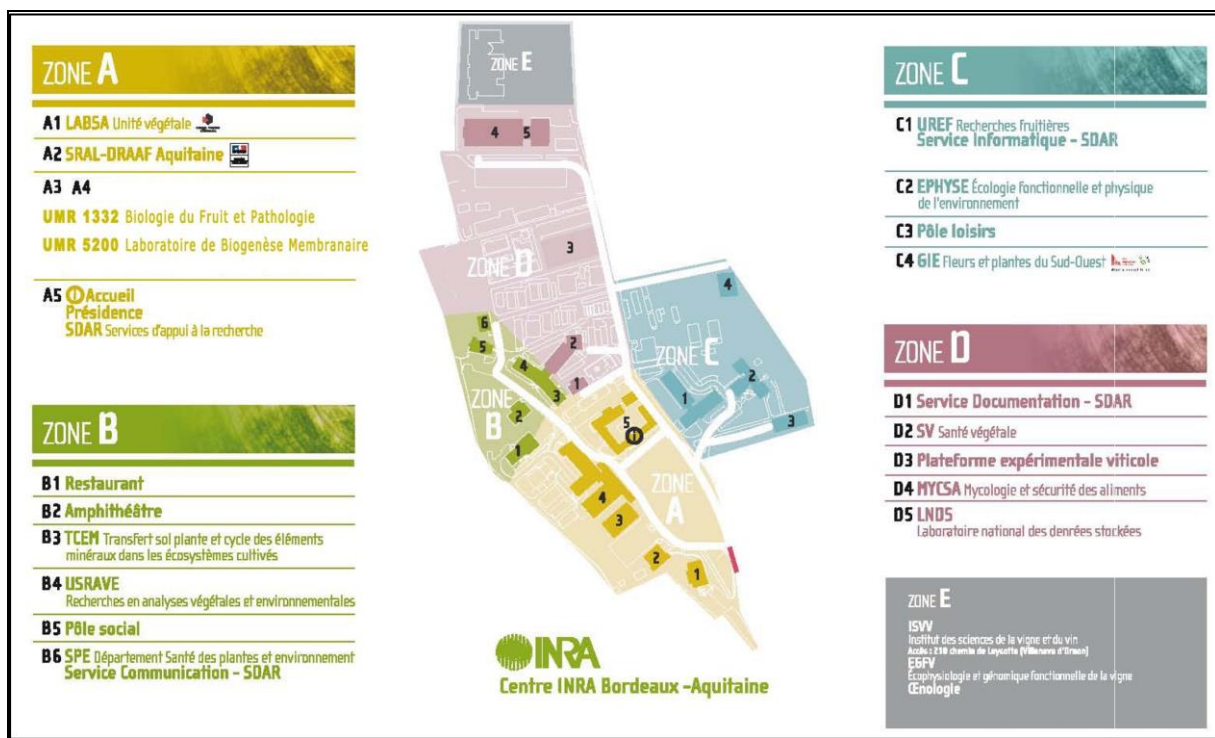 ZONE A
A1 LABSA Unité végétale
A2 SRAL-DRAAF Aquitaine
A3 A4
UMR 1332 Biologie du Fruit et Pathologie
UMR 5200 Laboratoire de Biogenèse Membranaire
A5 Accueil
Présidence
SDAR Services d'appui à la recherche
ZONE B
B1 Restaurant
B2 Amphithéâtre
B3 TCEM Transfert sol plante et cycle des éléments
minéraux dans les écosystèmes cultivés
B4 USRAVE
Recherches en analyses végétales et environnementales
B5 Pôle social
B6 SPE Département Santé des plantes et environnement
Service Communication - SDAR
ZONE E
4 5
3
ZONE D
4
6
5
2
4
ZONE C
2
1
3
1
ZONE B
2
3
5
1
4
3
ZONE A
2
1
INRA
Centre INRA Bordeaux -Aquitaine
ZONE C
C1 UREF Recherches fruitières
Service Informatique - SDAR
C2 EPHYSE Écologie fonctionnelle et physique
de l'environnement
C3 Pôle loisirs
C4 GIE Fleurs et plantes du Sud-Ouest
ZONE D
D1 Service Documentation - SDAR
D2 SV Santé végétale
D3 Plateforme expérimentale viticole
D4 MYCSA Mycologie et sécurité des aliments
D5 LNDS
Laboratoire national des denrées stockées
ZONE E
ISVV
Institut des sciences de la vigne et du vin
Accès : 210 chemin de Leysotte (Villenave d'Ornon)
EGFV
Écophysiologie et génomique fonctionnelle de la vigne
Œnologie